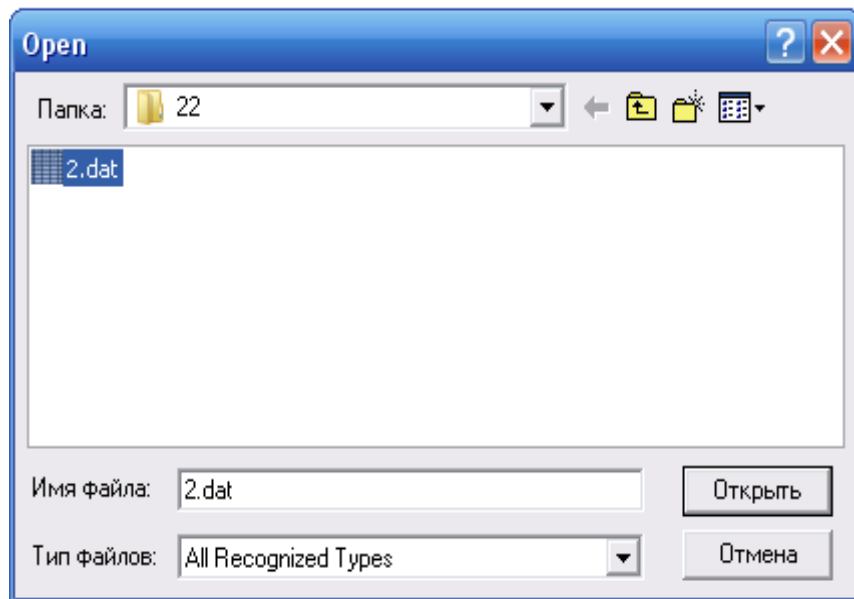 Open
Папка: 22
2.dat
Имя файла: 2.dat Открыть
Тип файлов: All Recognized Types Отмена